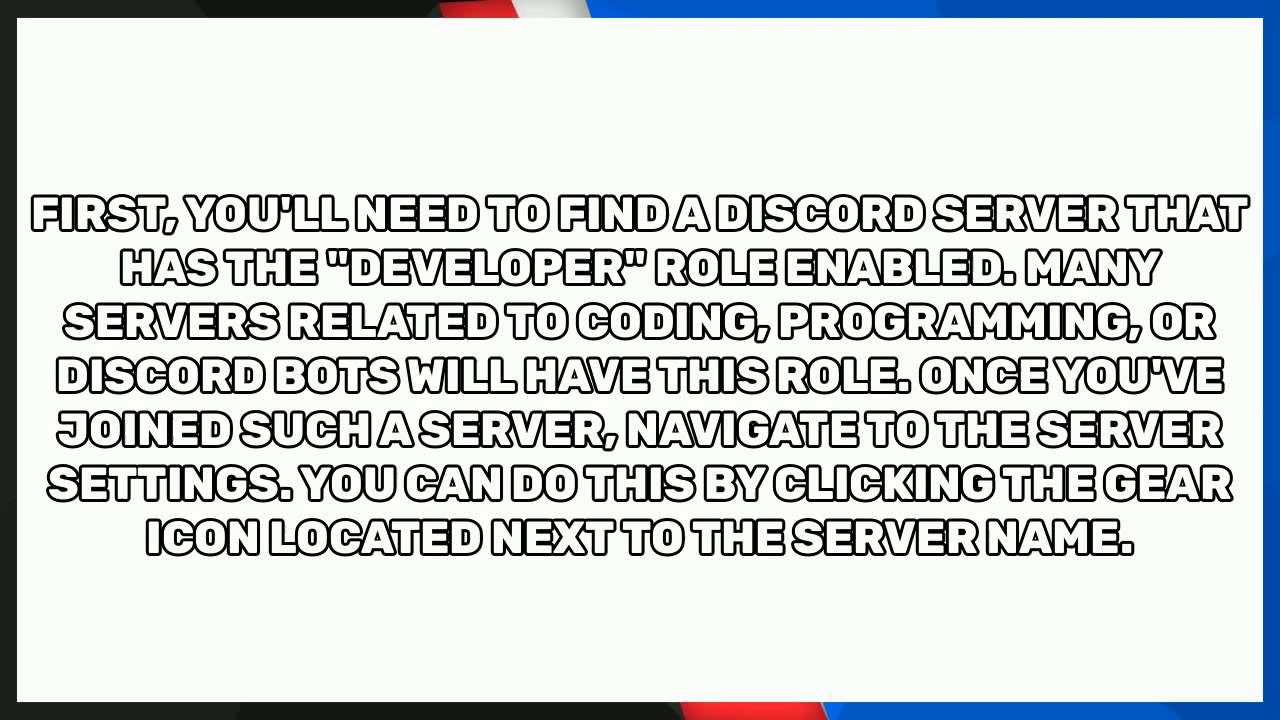 FIRST, YOU'LL NEED TO FIND A DISCORD SERVER THAT
HAS THE "DEVELOPER" ROLE ENABLED. MANY
SERVERS RELATED TO CODING, PROGRAMMING, OR
DISCORD BOTS WILL HAVE THIS ROLE. ONCE YOU'VE
JOINED SUCH A SERVER, NAVIGATE TO THE SERVER
SETTINGS. YOU CAN DO THIS BY CLICKING THE GEAR
ICON LOCATED NEXT TO THE SERVER NAME.